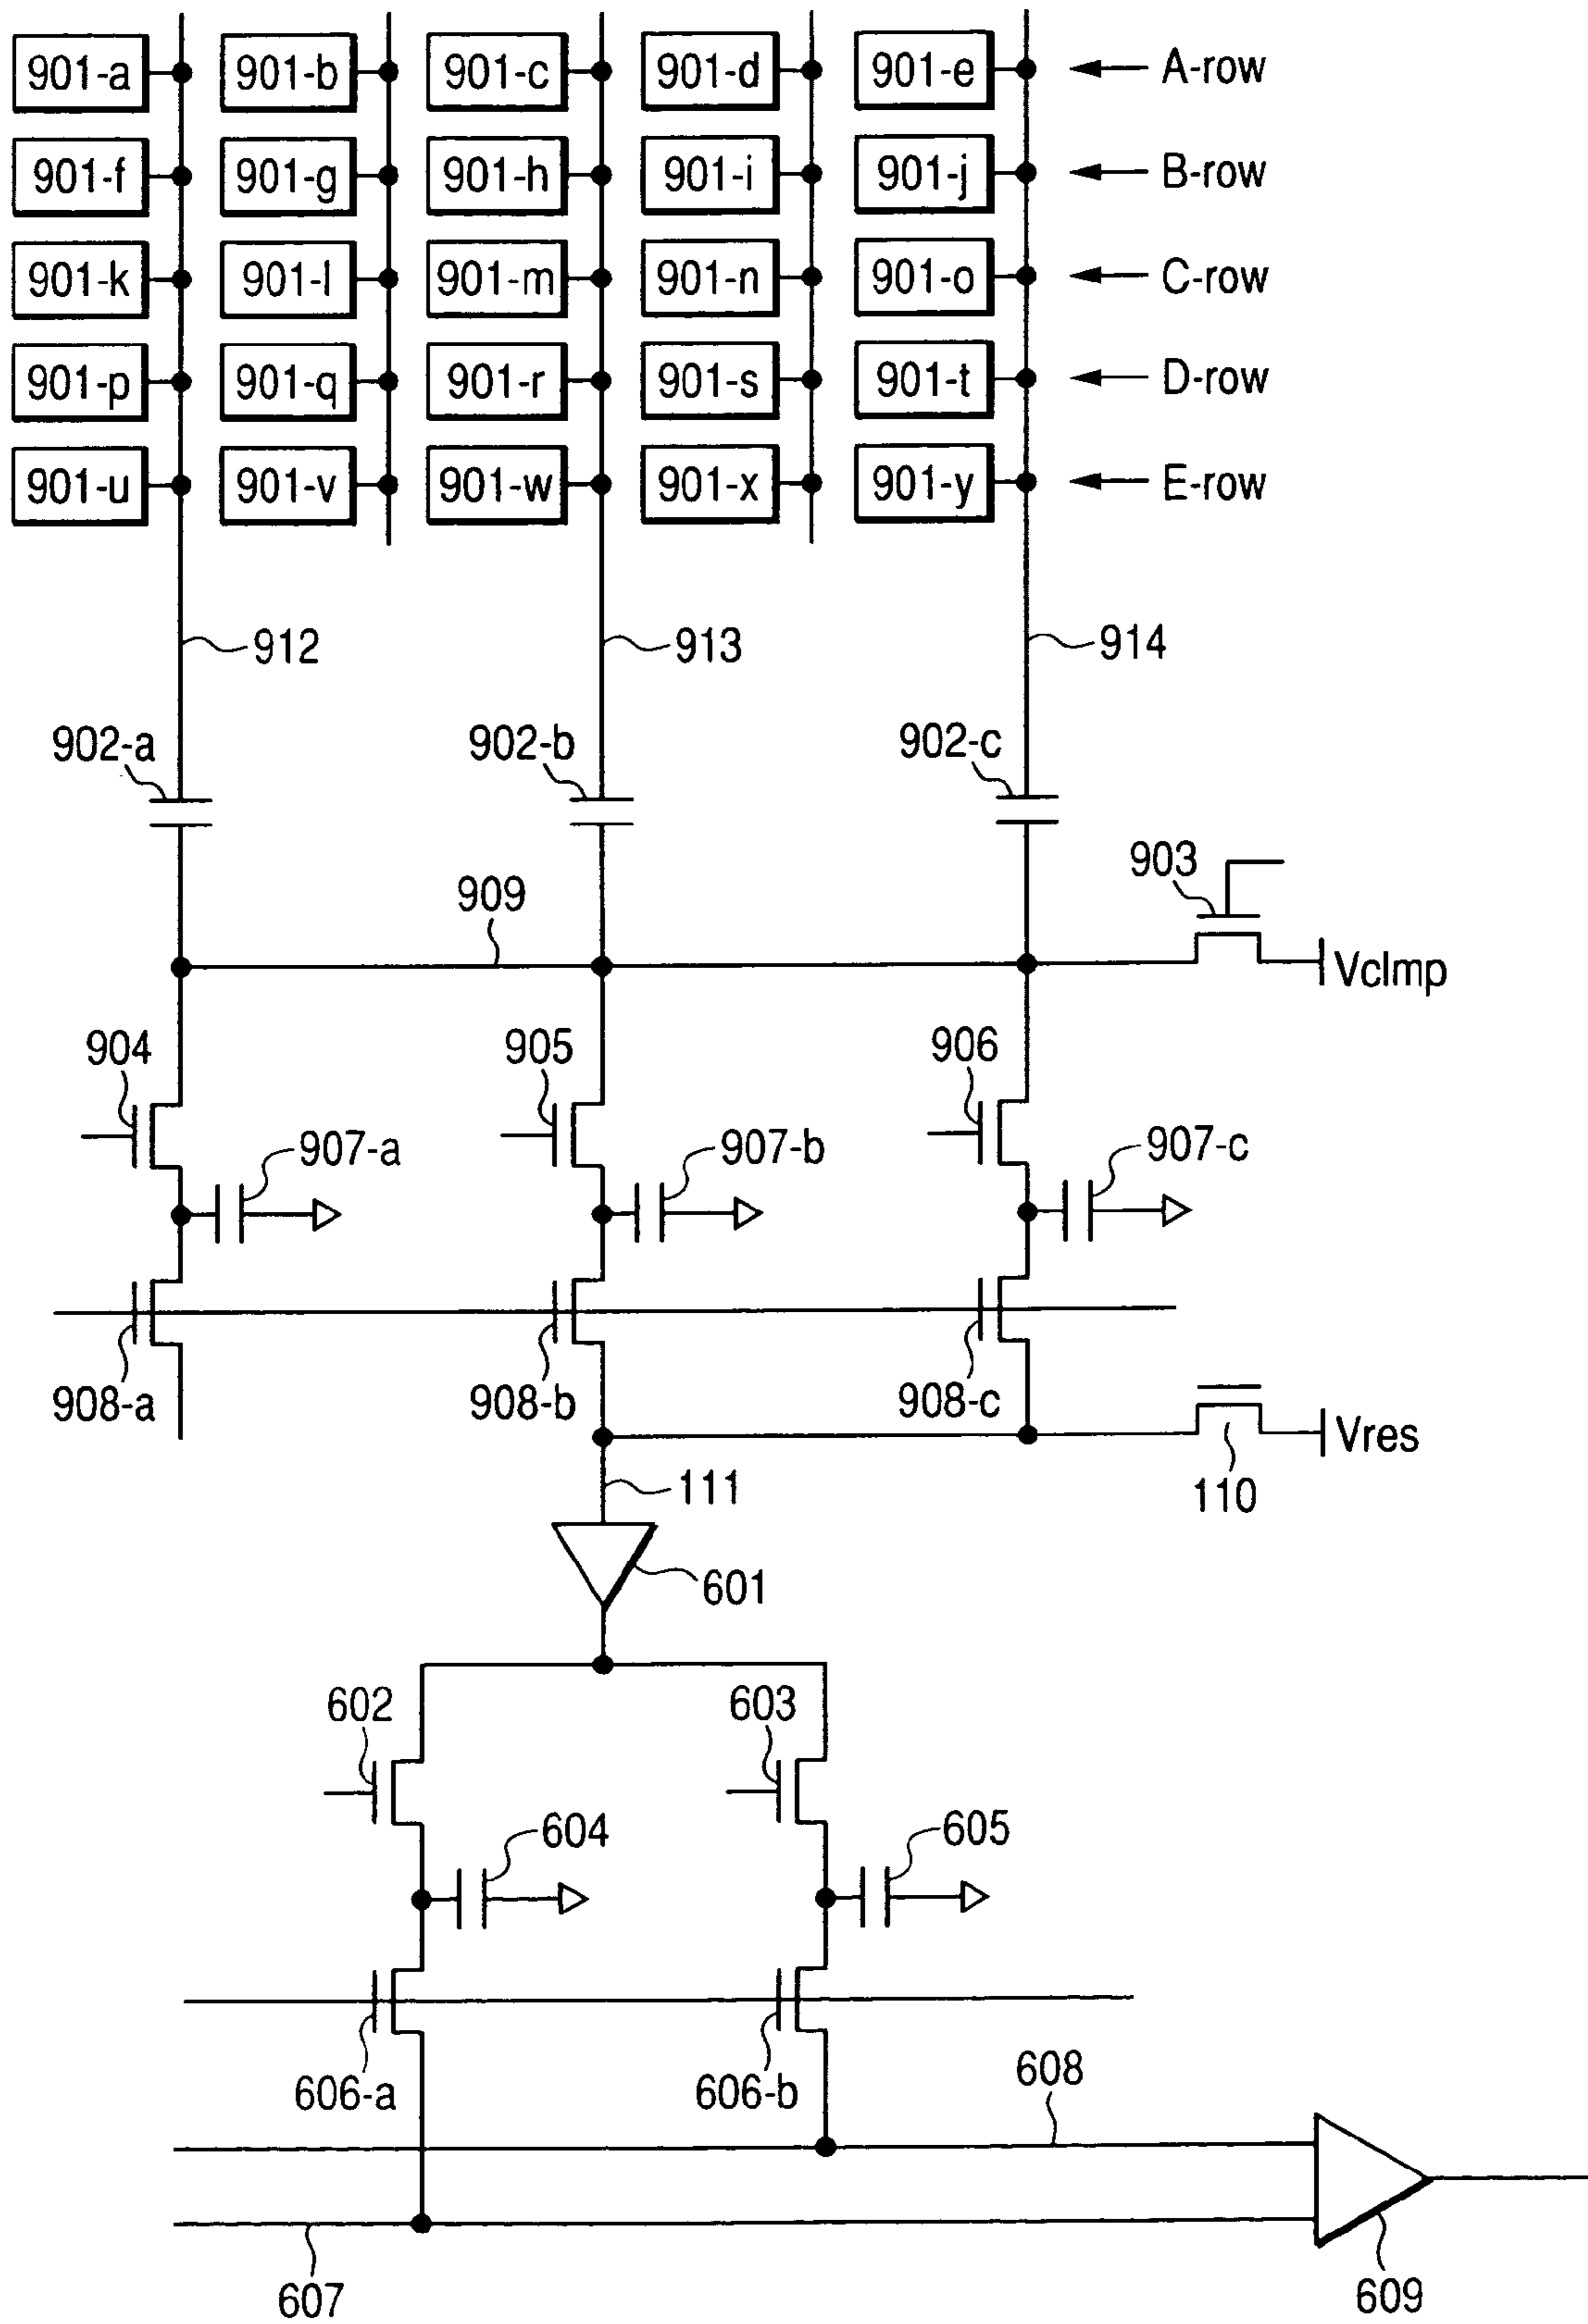 901-a 901-b 901-c 901-d 901-e A-row
901-f 901-g 901-h 901-i 901-j B-row
901-k 901-l 901-m 901-n 901-o C-row
901-p 901-q 901-r 901-s 901-t D-row
901-u 901-v 901-w 901-x 901-y E-row
912 913 914
902-a 902-b 902-c
903
909
Vclmp
904 905 906
907-a 907-b 907-c
908-a 908-b 908-c
Vres
111 110
601
602 603
604 605
606-a 606-b
608
607 609